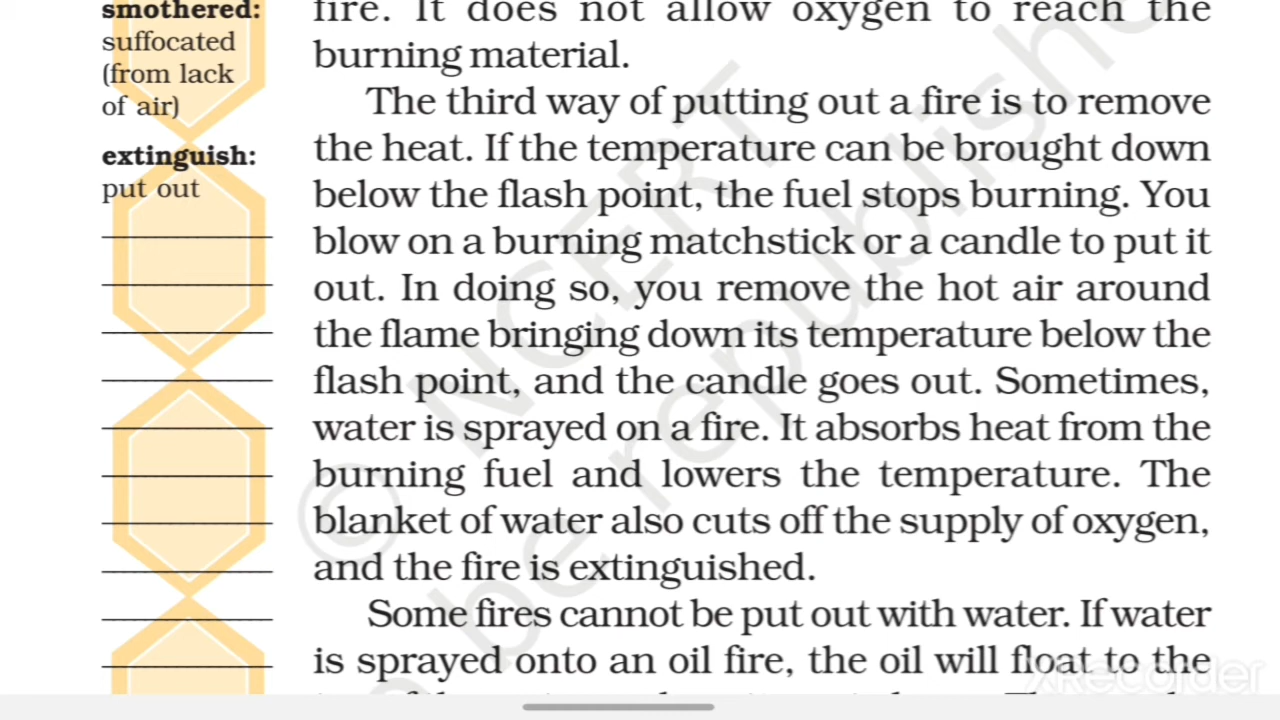 smothered:
suffocated
(from lack
of air)
extinguish:
put out
fire. It does not allow oxygen to reach the
burning material.
The third way of putting out a fire is to remove
the heat. If the temperature can be brought down
below the flash point, the fuel stops burning. You
blow on a burning matchstick or a candle to put it
out. In doing so, you remove the hot air around
the flame bringing down its temperature below the
flash point, and the candle goes out. Sometimes,
water is sprayed on a fire. It absorbs heat from the
burning fuel and lowers the temperature. The
blanket of water also cuts off the supply of oxygen,
and the fire is extinguished.
Some fires cannot be put out with water. If water
is sprayed onto an oil fire, the oil will float to the
© NCERT
be republishe
XRecorder